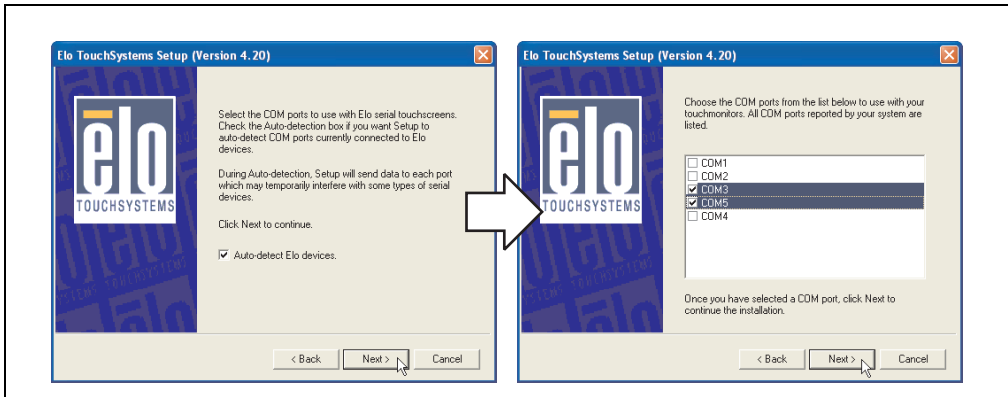 Elo TouchSystems Setup (Version 4.20)
Select the COM ports to use with Elo serial touchscreens.
Check the Auto-detection box if you want Setup to
auto-detect COM ports currently connected to Elo
devices.
During Auto-detection, Setup will send data to each port
which may temporarily interfere with some types of serial
devices.
Click Next to continue.
Auto-detect Elo devices.
elo
TOUCHSYSTEMS
< Back
Next >
Cancel
Elo TouchSystems Setup (Version 4.20)
Choose the COM ports from the list below to use with your
touchmonitors. All COM ports reported by your system are
listed.
COM1
COM2
COM3
COM5
COM4
Once you have selected a COM port, click Next to
continue the installation.
elo
TOUCHSYSTEMS
< Back
Next >
Cancel